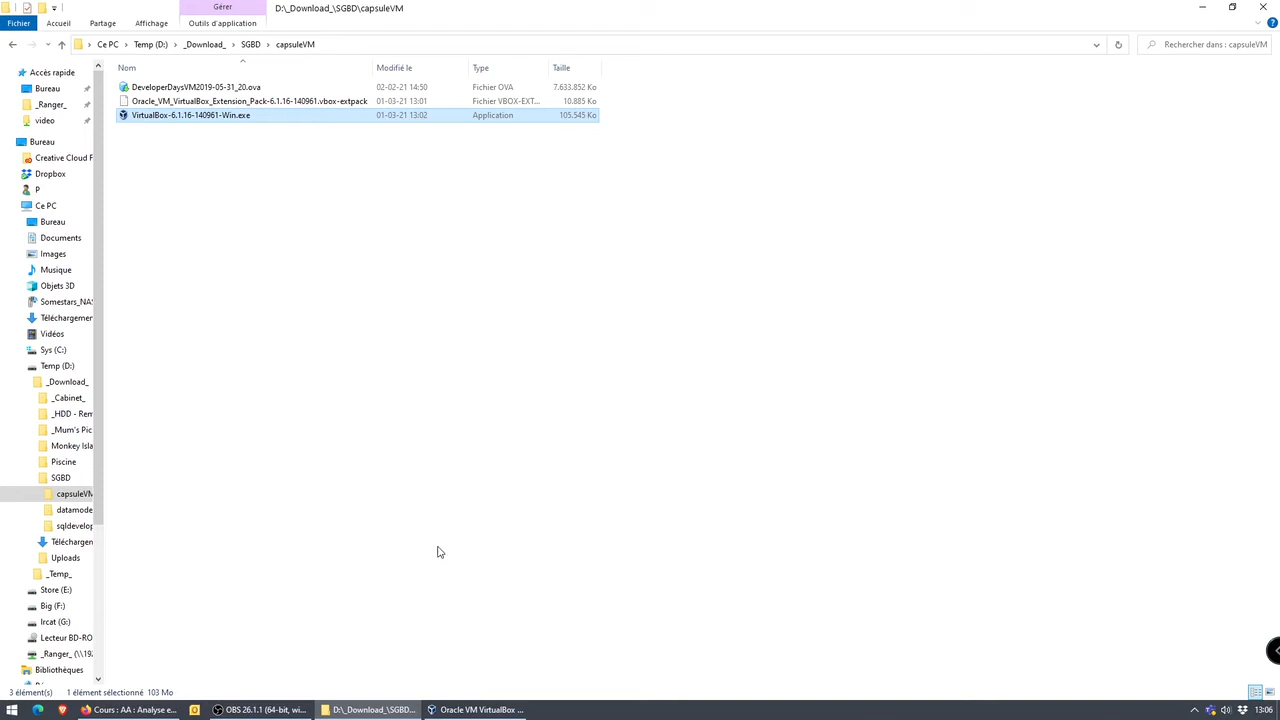 Gérer
D:\_Download_\SGBD\capsuleVM
Fichier
Accueil
Partage
Affichage
Outils d'application
Ce PC
Temp (D:)
_Download_
SGBD
capsuleVM
Rechercher dans : capsuleVM
Accès rapide
Bureau
_Ranger_
video
Bureau
Creative Cloud F
Dropbox
P
Ce PC
Bureau
Documents
Images
Musique
Objets 3D
Somestars_NAS
Téléchargemen
Vidéos
Sys (C:)
Temp (D:)
_Download_
_Cabinet_
_HDD - Rem
_Mum's Pic
Monkey Isla
Piscine
SGBD
capsuleVM
datamode
sqldevelop
Téléchargen
Uploads
_Temp_
Store (E:)
Big (F:)
Ircat (G:)
Lecteur BD-RO
_Ranger_ (\\192
Bibliothèques
Nom Modifié le Type Taille
DeveloperDaysVM2019-05-31_20.ova 02-02-21 14:50 Fichier OVA 7.633.852 Ko
Oracle_VM_VirtualBox_Extension_Pack-6.1.16-140961.vbox-extpack 01-03-21 13:01 Fichier VBOX-EXT... 10.885 Ko
VirtualBox-6.1.16-140961-Win.exe 01-03-21 13:02 Application 105.545 Ko
3 élément(s) 1 élément sélectionné 103 Mo
Cours : AA : Analyse e...
OBS 26.1.1 (64-bit, wi...
D:\_Download_\SGBD...
Oracle VM VirtualBox ...
13:06